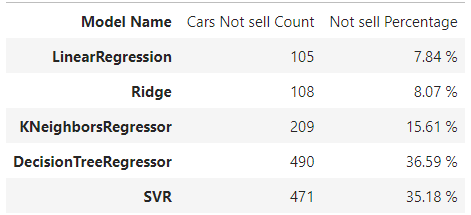 Model Name Cars Not sell Count Not sell Percentage
LinearRegression 105 7.84 %
Ridge 108 8.07 %
KNeighborsRegressor 209 15.61 %
DecisionTreeRegressor 490 36.59 %
SVR 471 35.18 %